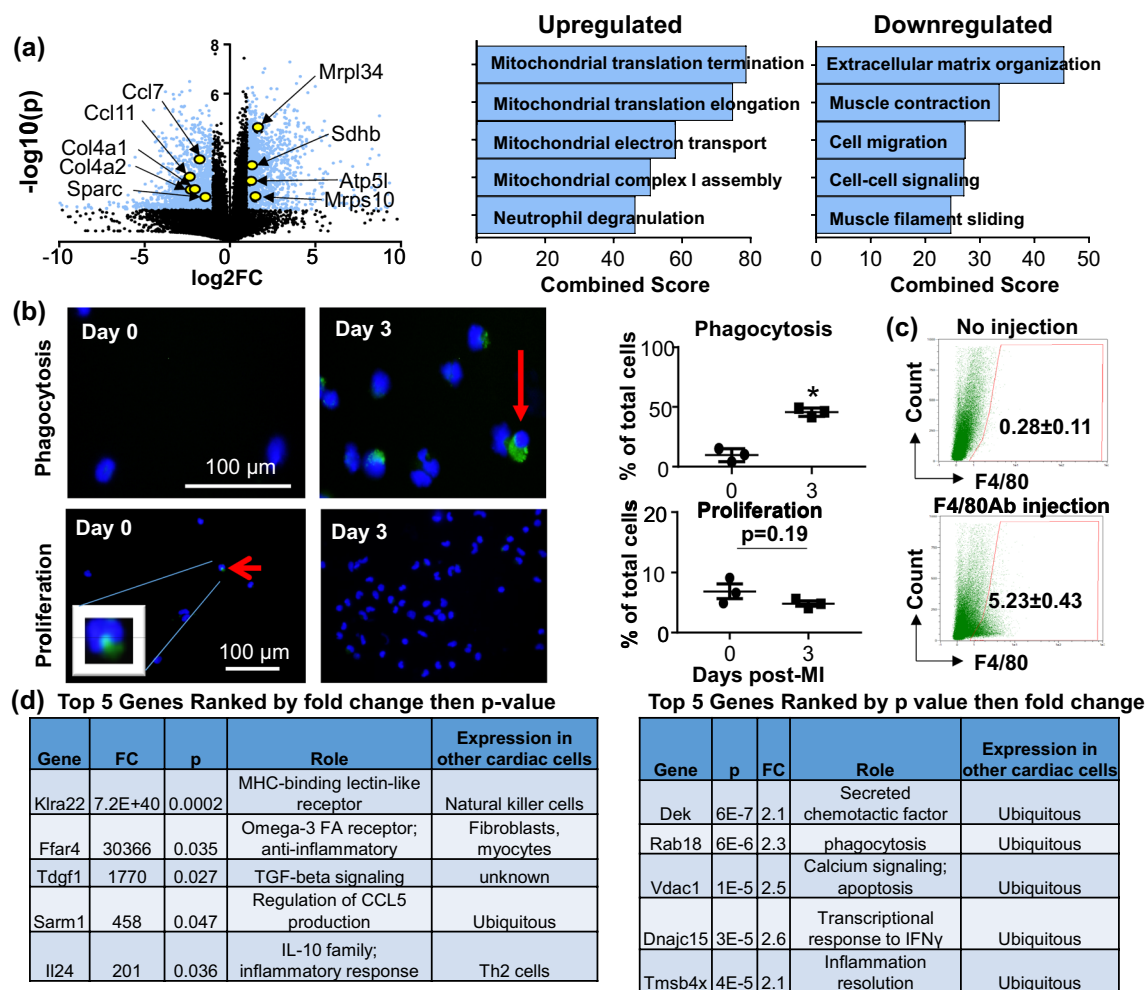 (a)
-log10(p)
8
6
Ccl7
Ccl11
Col4a1
Col4a2
Sparc
Mrpl34
Sdhb
Atp5l
Mrps10
-10
-5
0
5
10
log2FC
Upregulated
Mitochondrial translation termination
Mitochondrial translation elongation
Mitochondrial electron transport
Mitochondrial complex I assembly
Neutrophil degranulation
0 20 40 60 80
Combined Score
Downregulated
Extracellular matrix organization
Muscle contraction
Cell migration
Cell-cell signaling
Muscle filament sliding
0 10 20 30 40 50
Combined Score
(b)
Phagocytosis
Day 0
100 µm
Day 3
Proliferation
Day 0
100 µm
Day 3
Phagocytosis
% of total cells
100
50
0
*
0 3
Proliferation
p=0.19
% of total cells
20
10
0
0 3
Days post-MI
(c)
No injection
Count
0.28±0.11
F4/80
F4/80Ab injection
Count
5.23±0.43
F4/80
(d) Top 5 Genes Ranked by fold change then p-value
Gene FC p Role Expression in other cardiac cells
Klra22 7.2E+40 0.0002 MHC-binding lectin-like receptor Natural killer cells
Ffar4 30366 0.035 Omega-3 FA receptor; anti-inflammatory Fibroblasts, myocytes
Tdgf1 1770 0.027 TGF-beta signaling unknown
Sarm1 458 0.047 Regulation of CCL5 production Ubiquitous
Il24 201 0.036 IL-10 family; inflammatory response Th2 cells
Top 5 Genes Ranked by p value then fold change
Gene p FC Role Expression in other cardiac cells
Dek 6E-7 2.1 Secreted chemotactic factor Ubiquitous
Rab18 6E-6 2.3 phagocytosis Ubiquitous
Vdac1 1E-5 2.5 Calcium signaling; apoptosis Ubiquitous
Dnajc15 3E-5 2.6 Transcriptional response to IFNγ Ubiquitous
Tmsb4x 4E-5 2.1 Inflammation resolution Ubiquitous